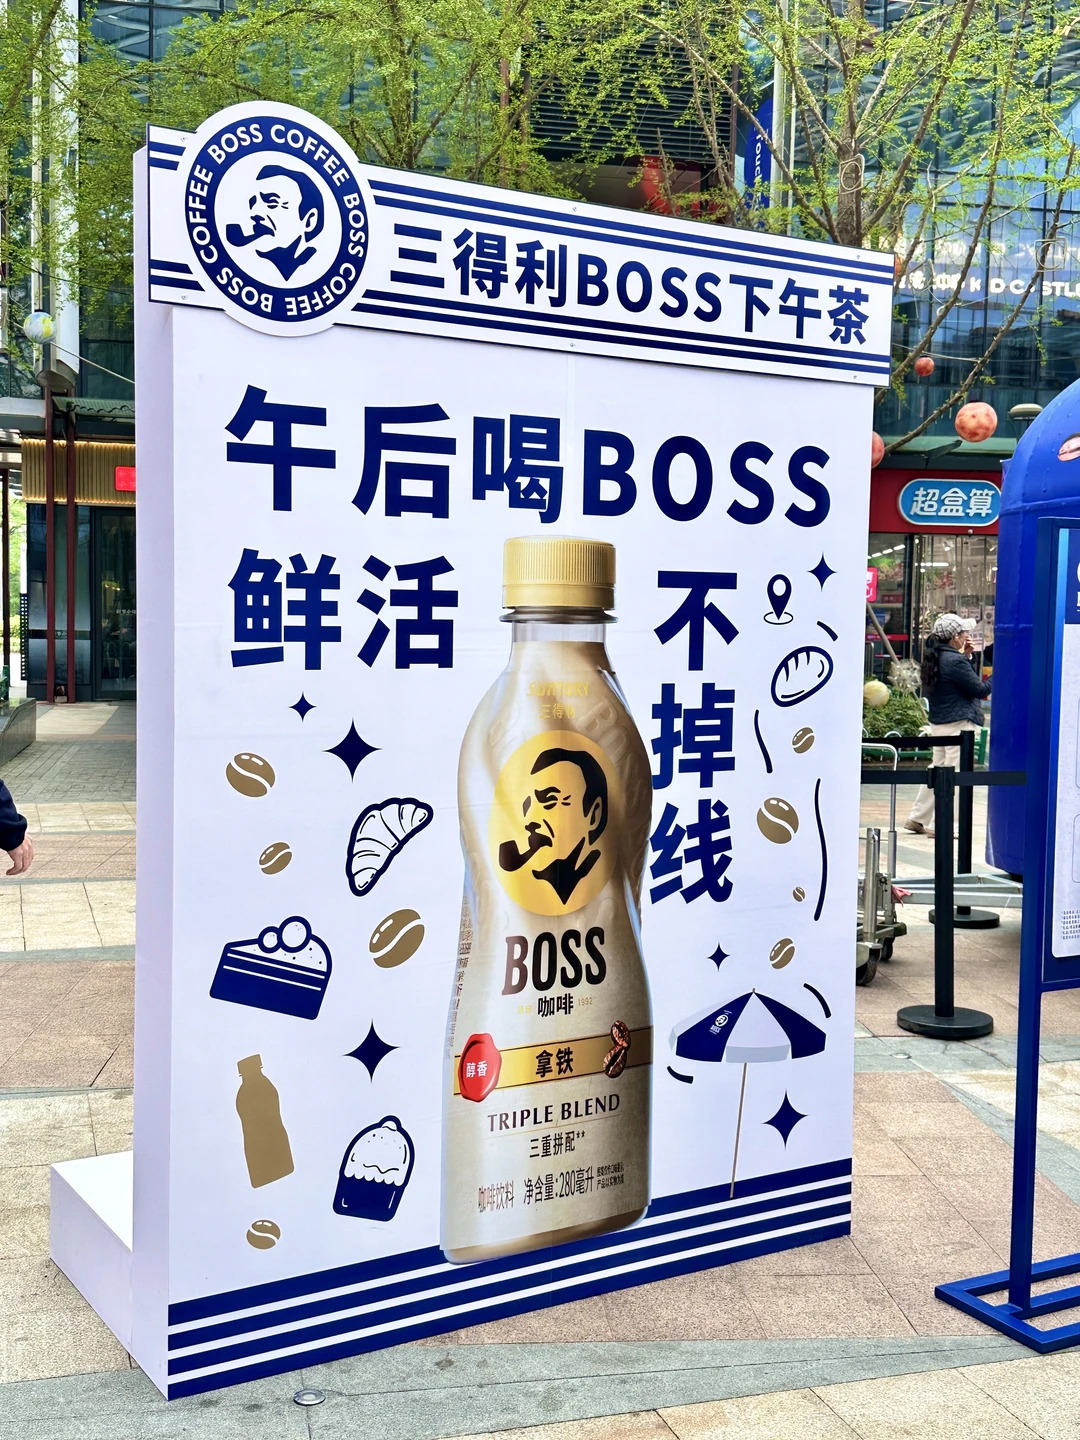 BOSS COFFEE BOSS COFFEE BOSS COFFEE
三得利BOSS下午茶
午后喝BOSS
鲜活
不掉线
SUNTORY
三得利
BOSS
咖啡
1992
醇香
拿铁
TRIPLE BLEND
三重拼配**
咖啡饮料 净含量:280毫升
超盒算